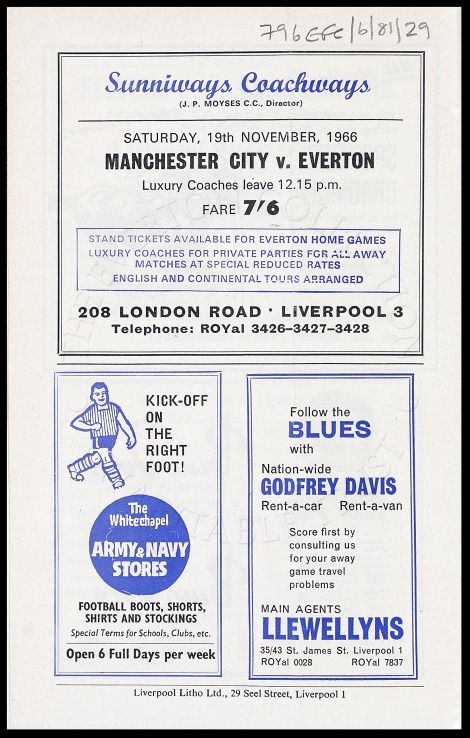 796EFC/6/81/29
Sunniways Coachways
(J. P. MOYSES C.C., Director)
SATURDAY, 19th NOVEMBER, 1966
MANCHESTER CITY v. EVERTON
Luxury Coaches leave 12.15 p.m.
FARE 7/6
STAND TICKETS AVAILABLE FOR EVERTON HOME GAMES
LUXURY COACHES FOR PRIVATE PARTIES FOR ALL AWAY
MATCHES AT SPECIAL REDUCED RATES
ENGLISH AND CONTINENTAL TOURS ARRANGED
208 LONDON ROAD · LIVERPOOL 3
Telephone: ROYal 3426–3427–3428
KICK-OFF
ON
THE
RIGHT
FOOT!
The
Whitechapel
ARMY & NAVY
STORES
FOOTBALL BOOTS, SHORTS,
SHIRTS AND STOCKINGS
Special Terms for Schools, Clubs, etc.
Open 6 Full Days per week
Follow the
BLUES
with
Nation-wide
GODFREY DAVIS
Rent-a-car Rent-a-van
Score first by
consulting us
for your away
game travel
problems
MAIN AGENTS
LLEWELLYNS
35/43 St. James St. Liverpool 1
ROYal 0028 ROYal 7837
Liverpool Litho Ltd., 29 Seel Street, Liverpool 1